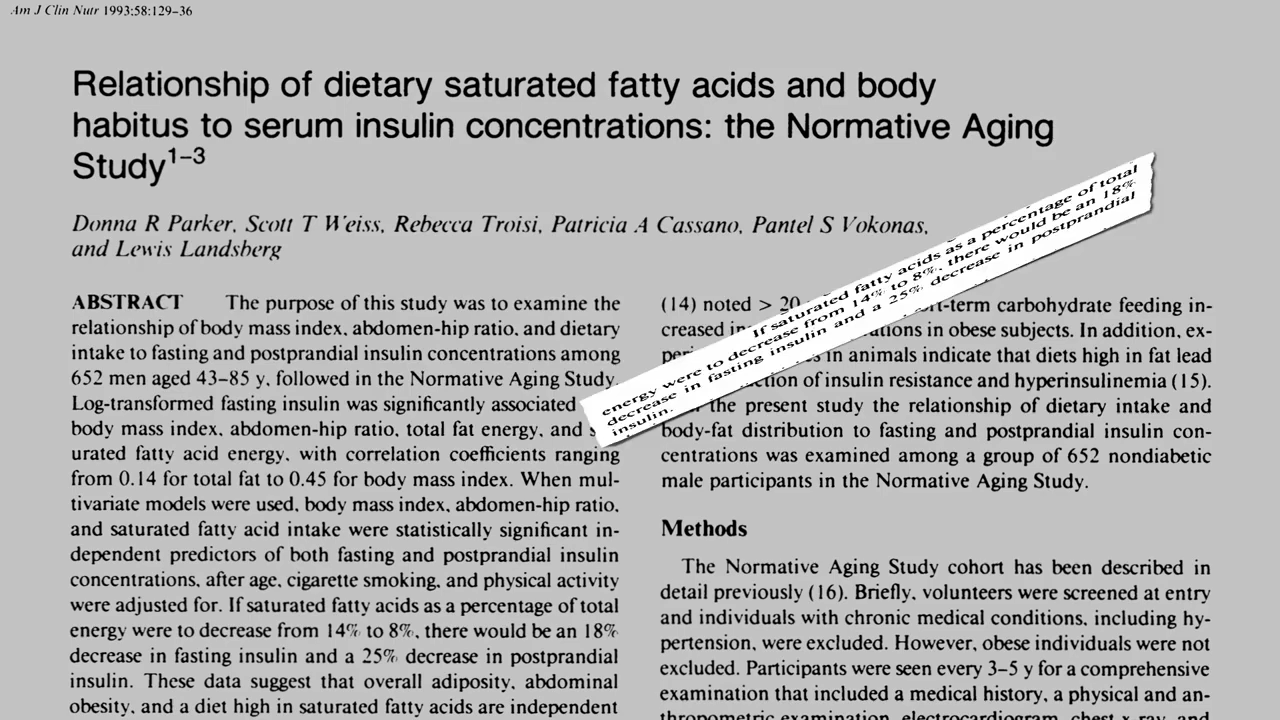 Am J Clin Nutr 1993;58:129-36
Relationship of dietary saturated fatty acids and body
habitus to serum insulin concentrations: the Normative Aging
Study1-3
Donna R Parker, Scott T Weiss, Rebecca Troisi, Patricia A Cassano, Pantel S Vokonas,
and Lewis Landsberg
ABSTRACT The purpose of this study was to examine the
relationship of body mass index, abdomen-hip ratio, and dietary
intake to fasting and postprandial insulin concentrations among
652 men aged 43–85 y, followed in the Normative Aging Study.
Log-transformed fasting insulin was significantly associated
body mass index, abdomen-hip ratio, total fat energy, and
urated fatty acid energy, with correlation coefficients ranging
from 0.14 for total fat to 0.45 for body mass index. When mul-
tivariate models were used, body mass index, abdomen-hip ratio,
and saturated fatty acid intake were statistically significant in-
dependent predictors of both fasting and postprandial insulin
concentrations, after age, cigarette smoking, and physical activity
were adjusted for. If saturated fatty acids as a percentage of total
energy were to decrease from 14% to 8%, there would be an 18%
decrease in fasting insulin and a 25% decrease in postprandial
insulin. These data suggest that overall adiposity, abdominal
obesity, and a diet high in saturated fatty acids are independent
If saturated fatty acids as a percentage of total
energy were to decrease from 14% to 8%, there would be an 18%
decrease in fasting insulin and a 25% decrease in postprandial
insulin.
(14) noted > 20 rt-term carbohydrate feeding in-
creased in ations in obese subjects. In addition, ex-
peri s in animals indicate that diets high in fat lead
ction of insulin resistance and hyperinsulinemia (15).
the present study the relationship of dietary intake and
body-fat distribution to fasting and postprandial insulin con-
centrations was examined among a group of 652 nondiabetic
male participants in the Normative Aging Study.
Methods
The Normative Aging Study cohort has been described in
detail previously (16). Briefly, volunteers were screened at entry
and individuals with chronic medical conditions, including hy-
pertension, were excluded. However, obese individuals were not
excluded. Participants were seen every 3–5 y for a comprehensive
examination that included a medical history, a physical and an-
thropometric examination, electrocardiogram, chest x-ray, and